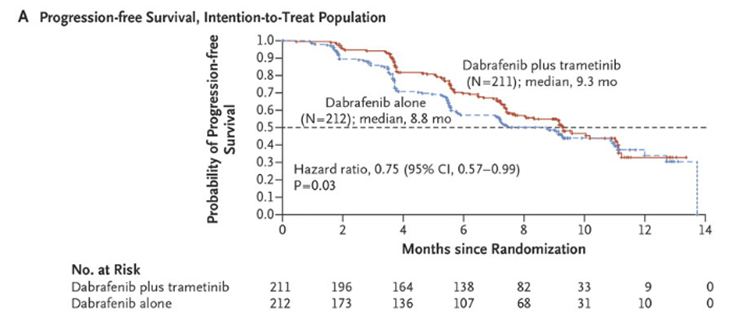 A Progression-free Survival, Intention-to-Treat Population
Probability of Progression-free
Survival
1.0
0.9
0.8
0.7
0.6
0.5
0.4
0.3
0.2
0.1
0.0
Dabrafenib plus trametinib
(N=211); median, 9.3 mo
Dabrafenib alone
(N=212); median, 8.8 mo
Hazard ratio, 0.75 (95% CI, 0.57–0.99)
P=0.03
0 2 4 6 8 10 12 14
Months since Randomization
No. at Risk
Dabrafenib plus trametinib 211 196 164 138 82 33 9 0
Dabrafenib alone 212 173 136 107 68 31 10 0